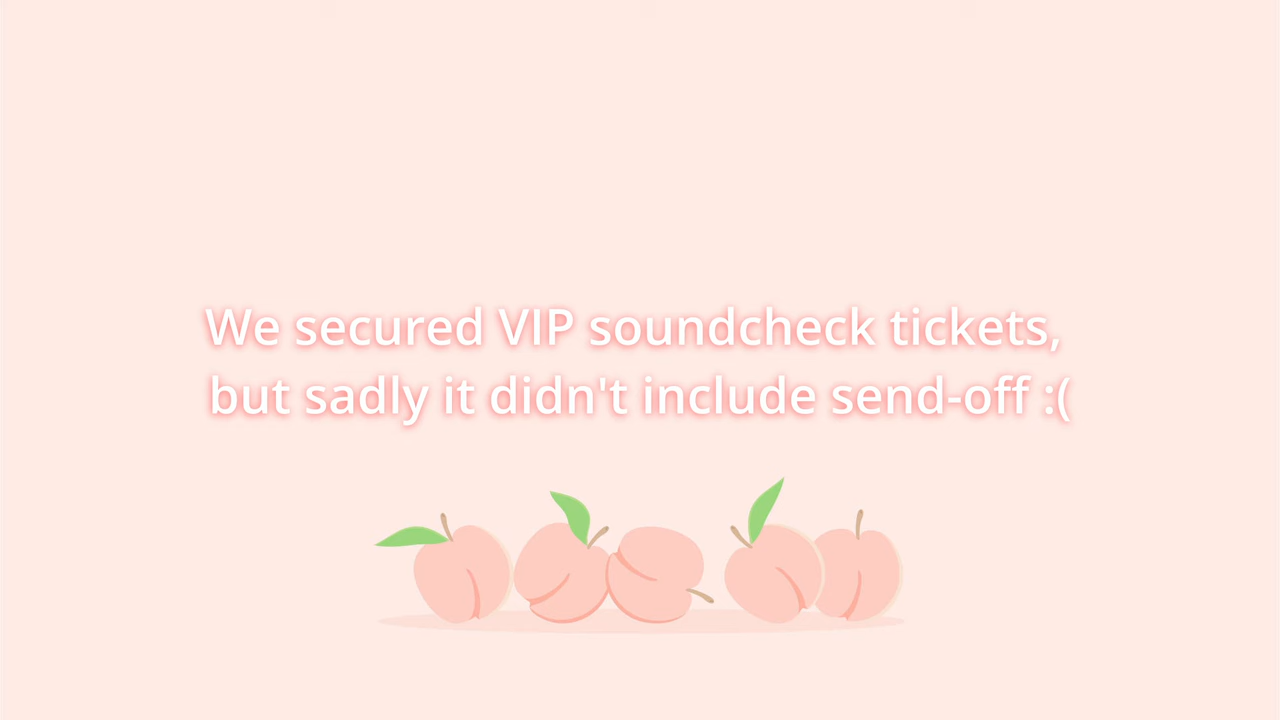 We secured VIP soundcheck tickets,
but sadly it didn't include send-off :(